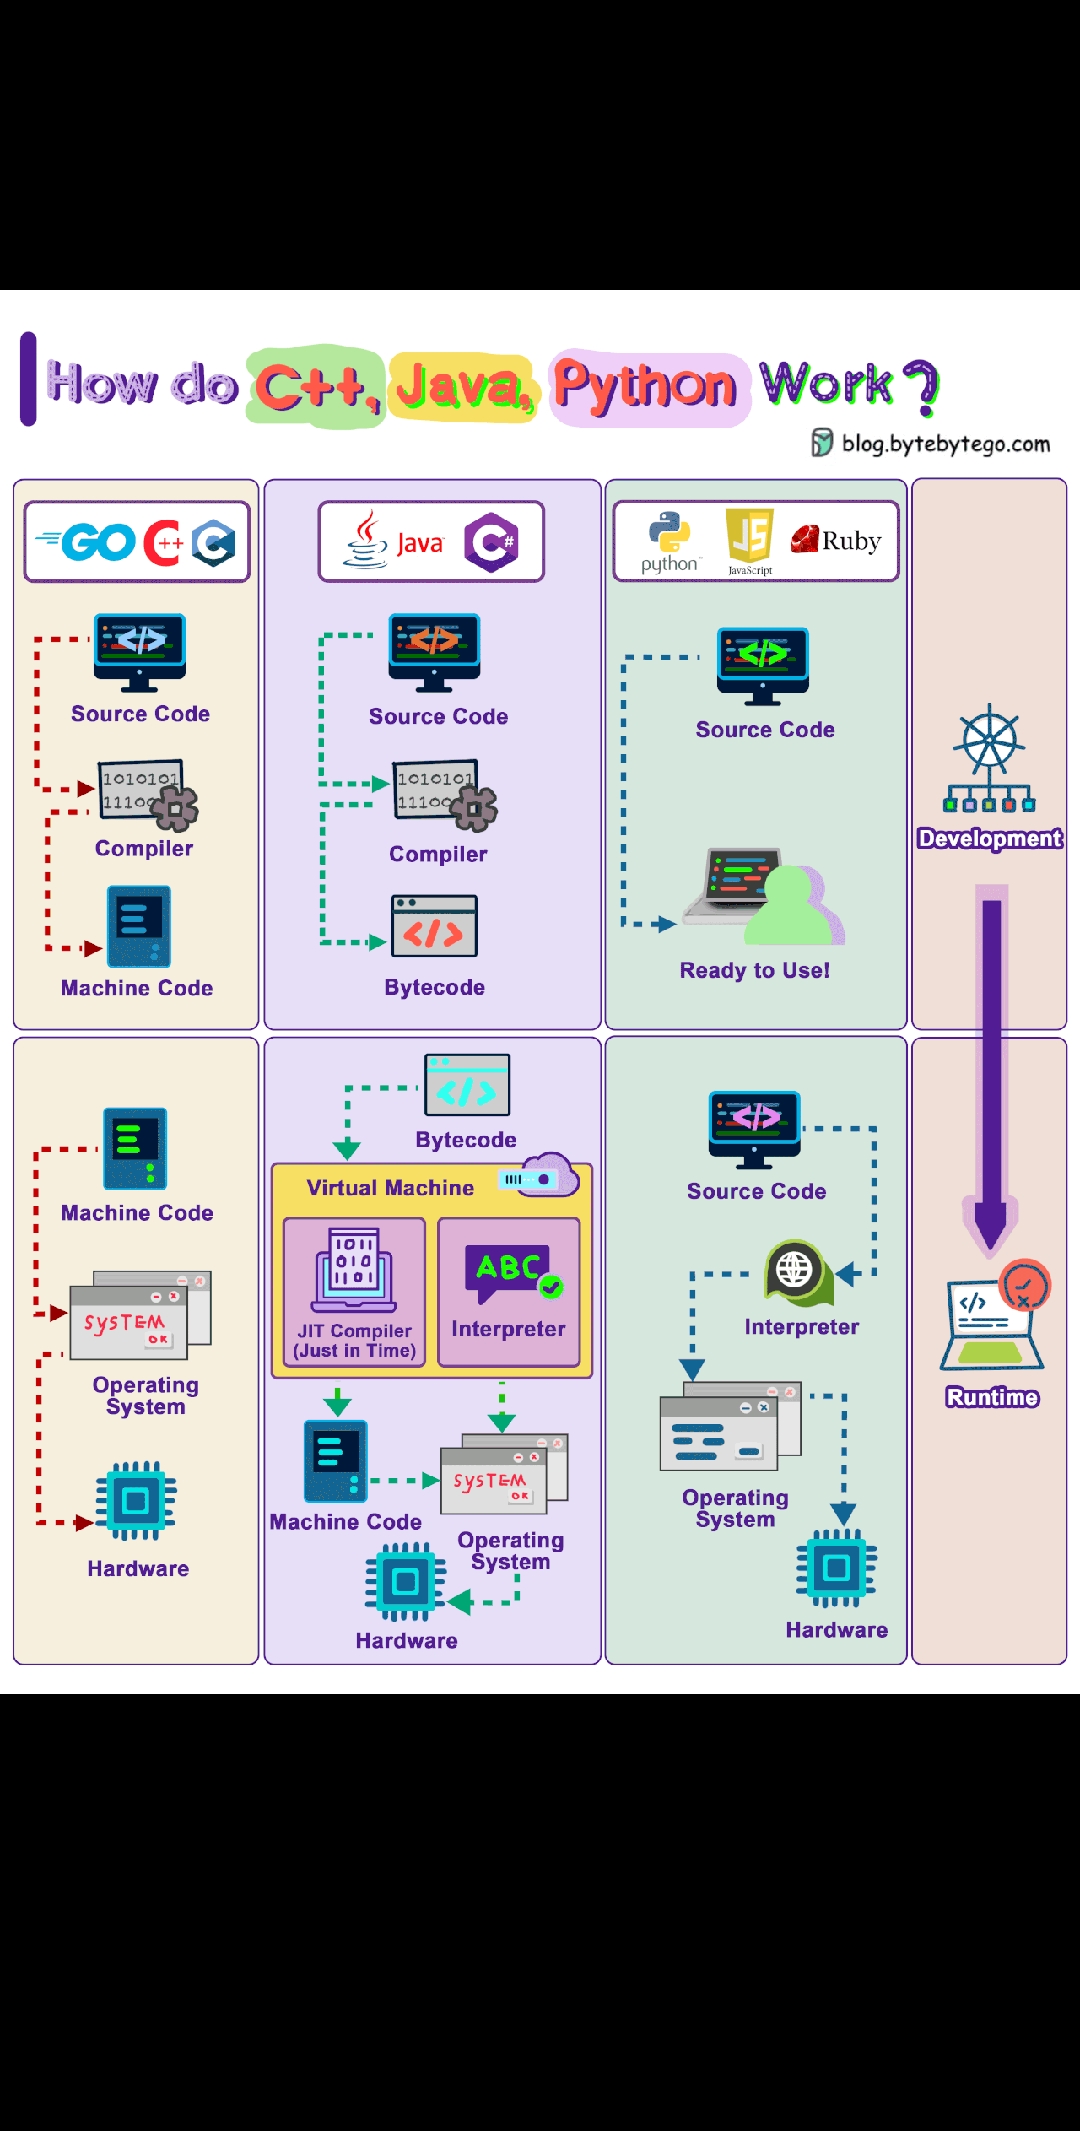 How do C++, Java, Python Work?
blog.bytebytego.com
GO C++ C
Java C#
python JS JavaScript Ruby
Source Code
1010101
1110
Compiler
Machine Code
Source Code
1010101
1110
Compiler
</>
Bytecode
Source Code
Ready to Use!
Development
Machine Code
SYSTEM
OK
Operating
System
Hardware
</>
Bytecode
Virtual Machine
JIT Compiler
(Just in Time)
ABC
Interpreter
Machine Code
SYSTEM
OK
Operating
System
Hardware
Source Code
Interpreter
Operating
System
Hardware
</>
Runtime